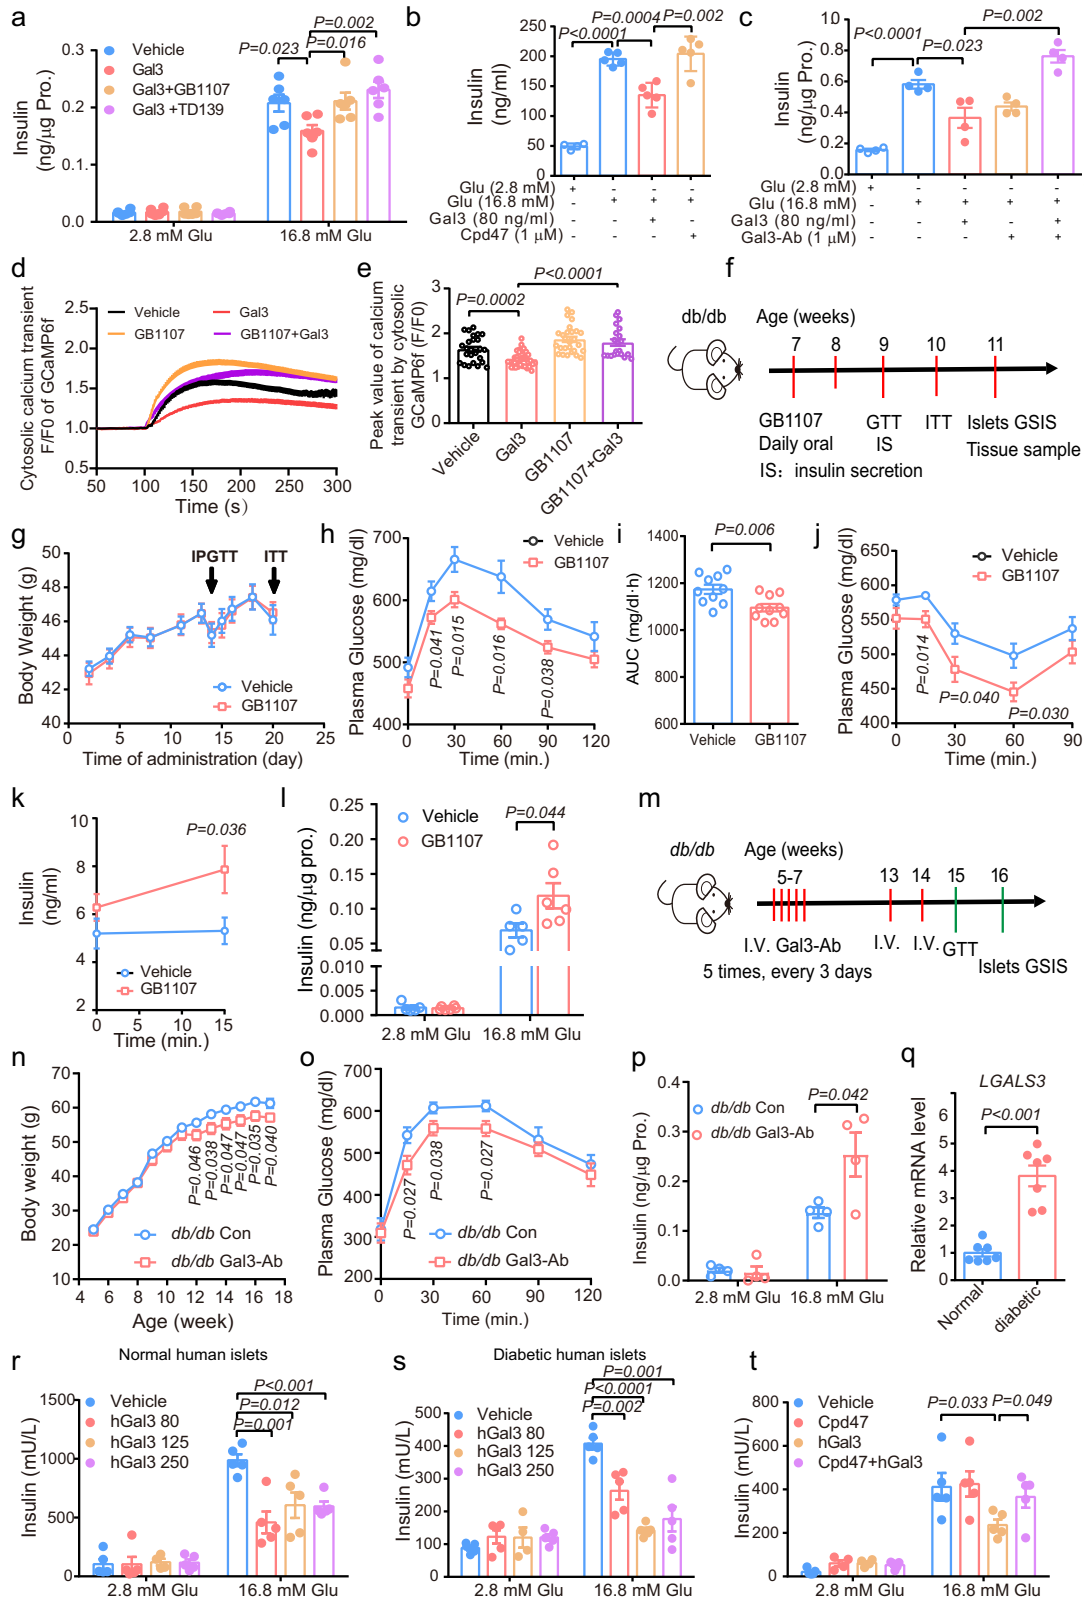 a
P=0.002
P=0.023
P=0.016
Vehicle
Gal3
Gal3+GB1107
Gal3 +TD139
Insulin
(ng/μg Pro.)
0.3
0.2
0.1
0.0
2.8 mM Glu
16.8 mM Glu
b
P=0.0004
P=0.002
P<0.0001
Insulin
(ng/ml)
250
200
150
100
50
0
Glu (2.8 mM) + - - -
Glu (16.8 mM) - + + +
Gal3 (80 ng/ml) - - + -
Cpd47 (1 μM) - - - +
c
P=0.002
P<0.0001
P=0.023
Insulin
(ng/μg Pro.)
1.0
0.8
0.6
0.4
0.2
0.0
Glu (2.8 mM) + - - - -
Glu (16.8 mM) - + + + +
Gal3 (80 ng/ml) - - + - +
Gal3-Ab (1 μM) - - - + +
d
Vehicle
Gal3
GB1107
GB1107+Gal3
Cytosolic calcium transient
F/F0 of GCaMP6f
2.5
2.0
1.5
1.0
0.5
50 100 150 200 250 300
Time (s)
e
P<0.0001
P=0.0002
Peak value of calcium
transient by cytosolic
GCaMP6f (F/F0)
3
2
1
0
Vehicle
Gal3
GB1107
GB1107+Gal3
f
db/db
Age (weeks)
7 8 9 10 11
GB1107
Daily oral
GTT
IS
ITT
Islets GSIS
Tissue sample
IS: insulin secretion
g
IPGTT
ITT
Body Weight (g)
50
48
46
44
42
40
Vehicle
GB1107
0 5 10 15 20 25
Time of administration (day)
h
Plasma Glucose (mg/dl)
700
600
500
400
Vehicle
GB1107
P=0.041
P=0.015
P=0.016
P=0.038
0 30 60 90 120
Time (min.)
i
P=0.006
AUC (mg/dl·h)
1400
1200
1000
800
600
Vehicle
GB1107
j
Plasma Glucose (mg/dl)
650
600
550
500
450
400
Vehicle
GB1107
P=0.014
P=0.040
P=0.030
0 30 60 90
Time (min.)
k
P=0.036
Insulin
(ng/ml)
10
8
6
4
2
Vehicle
GB1107
0 5 10 15
Time (min.)
l
Vehicle
GB1107
P=0.044
Insulin (ng/μg pro.)
0.25
0.20
0.15
0.10
0.05
0.010
0.005
0.000
2.8 mM Glu
16.8 mM Glu
m
db/db
Age (weeks)
5-7
13 14 15 16
I.V. Gal3-Ab
5 times, every 3 days
I.V.
I.V.
GTT
Islets GSIS
n
Body weight (g)
70
60
50
40
30
20
10
P=0.046
P=0.038
P=0.047
P=0.047
P=0.036
P=0.040
db/db Con
db/db Gal3-Ab
4 6 8 10 12 14 16 18
Age (week)
o
Plasma Glucose (mg/dl)
700
600
500
400
300
200
P=0.027
P=0.038
P=0.027
db/db Con
db/db Gal3-Ab
0 30 60 90 120
Time (min.)
p
db/db Con
db/db Gal3-Ab
P=0.042
Insulin (ng/μg Pro.)
0.4
0.3
0.2
0.1
0.0
2.8 mM Glu
16.8 mM Glu
q
LGALS3
P<0.001
Relative mRNA level
6
5
4
3
2
1
0
Normal
diabetic
r
Normal human islets
P<0.001
P=0.012
P=0.001
Vehicle
hGal3 80
hGal3 125
hGal3 250
Insulin (mU/L)
1500
1000
500
0
2.8 mM Glu
16.8 mM Glu
s
Diabetic human islets
P=0.001
P<0.0001
P=0.002
Vehicle
hGal3 80
hGal3 125
hGal3 250
Insulin (mU/L)
500
400
300
200
100
0
2.8 mM Glu
16.8 mM Glu
t
Vehicle
Cpd47
hGal3
Cpd47+hGal3
P=0.033
P=0.049
Insulin (mU/L)
800
600
400
200
0
2.8 mM Glu
16.8 mM Glu